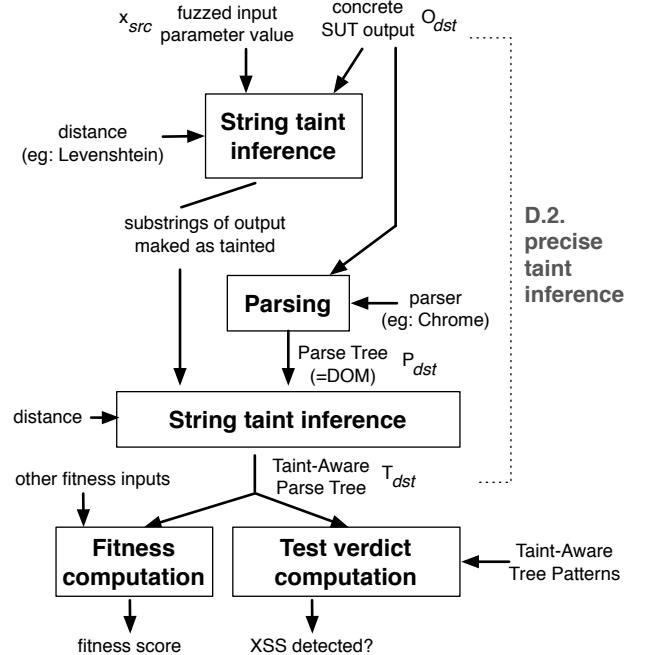 x_src
fuzzed input
parameter value
concrete
SUT output
O_dst
String taint
inference
distance
(eg: Levenshtein)
substrings of output
maked as tainted
D.2.
precise
taint
inference
Parsing
parser
(eg: Chrome)
Parse Tree
(=DOM)
P_dst
distance
String taint inference
Taint-Aware
Parse Tree
T_dst
other fitness inputs
Fitness
computation
Test verdict
computation
Taint-Aware
Tree Patterns
fitness score
XSS detected?